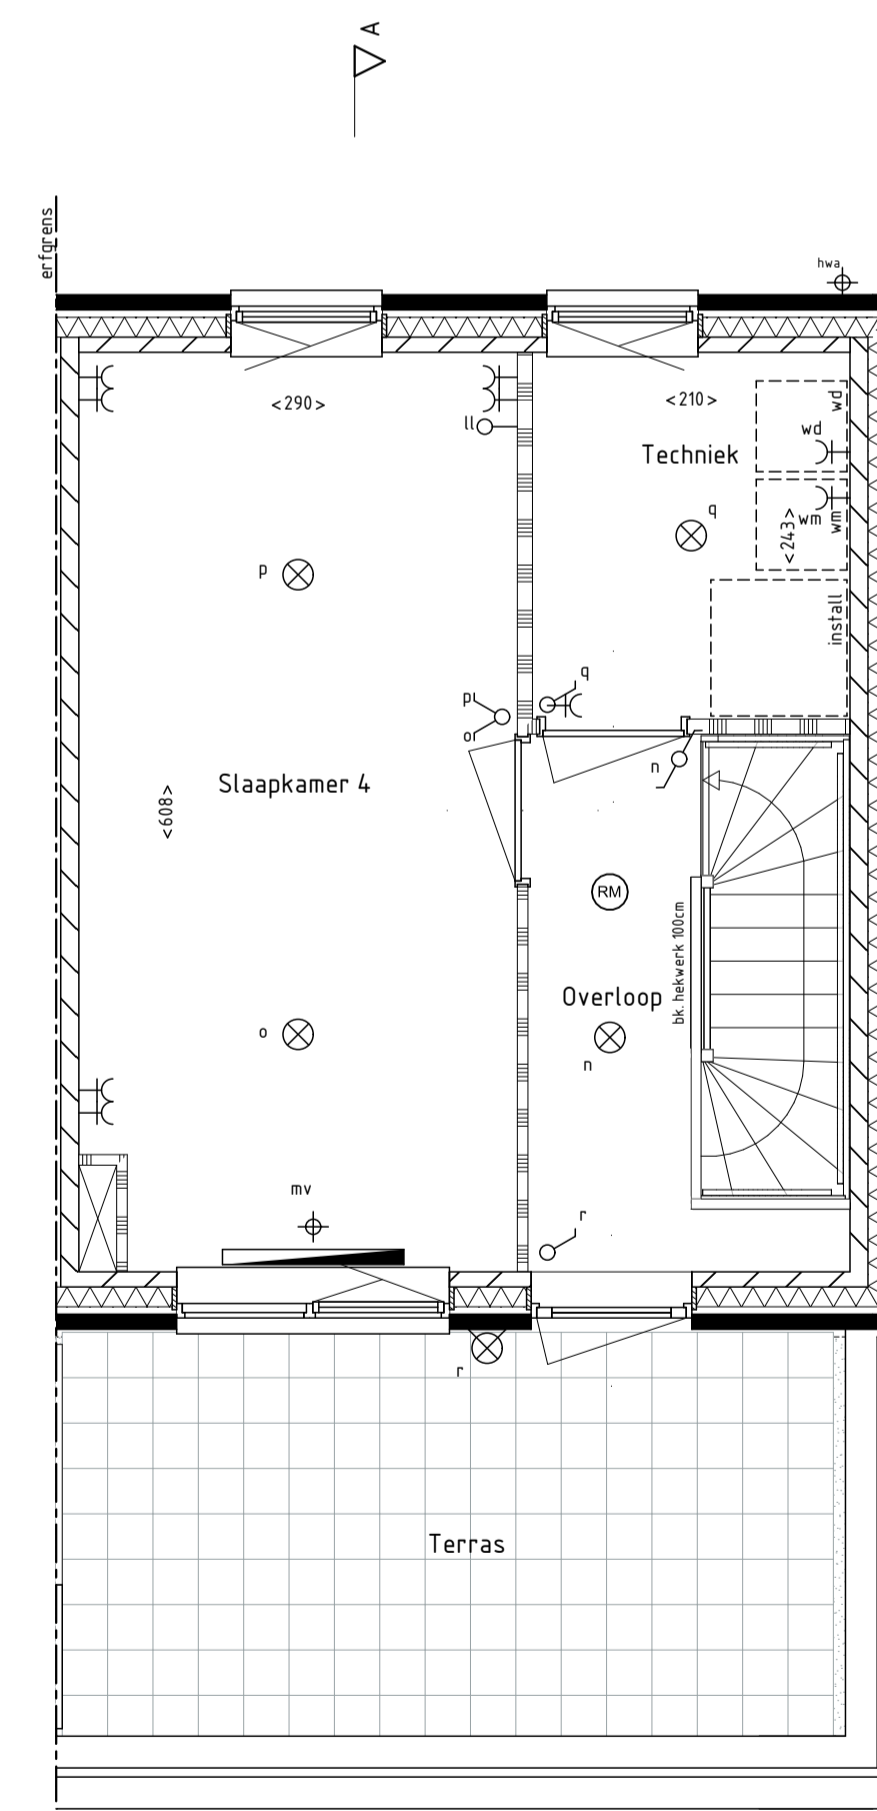 A
erfgrens
hwa
<290>
<210>
wd
wd
ll
Techniek
wm
wm
<243>
q
p
install
q
p
o
n
Slaapkamer 4
<608>
RM
bk. hekwerk 100cm
Overloop
o
n
mv
r
r
Terras